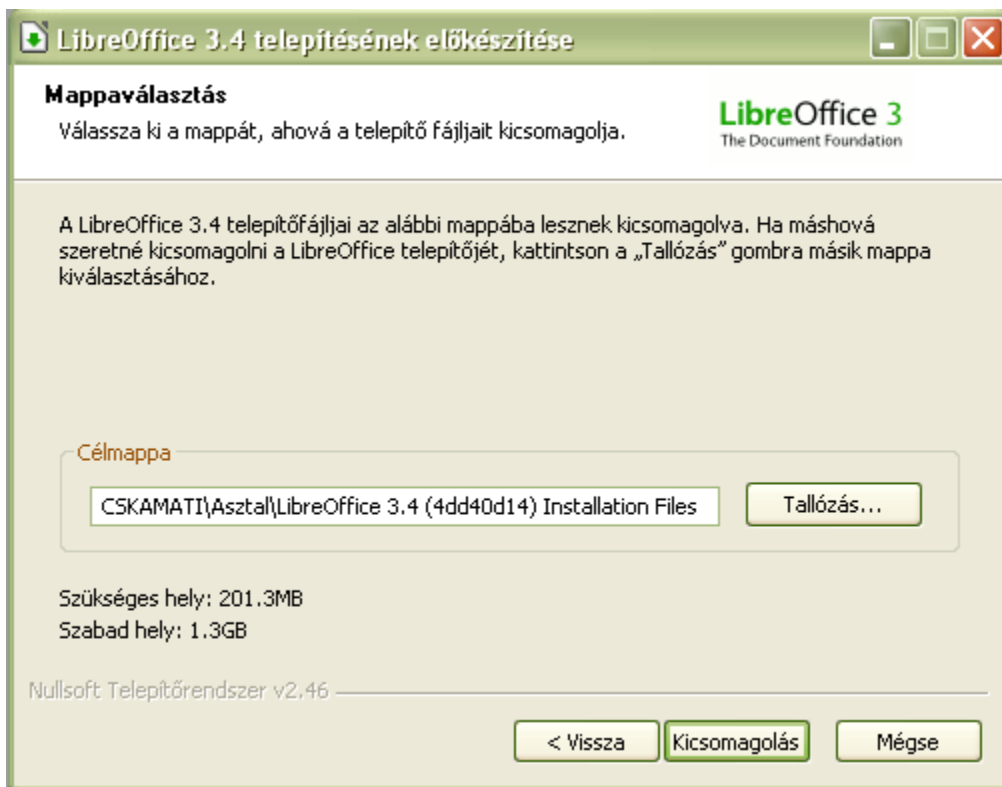 LibreOffice 3.4 telepítésének előkészítése
Mappaválasztás
Válassza ki a mappát, ahová a telepítő fájljait kicsomagolja.
LibreOffice 3
The Document Foundation
A LibreOffice 3.4 telepítőfájljai az alábbi mappába lesznek kicsomagolva. Ha máshová
szeretné kicsomagolni a LibreOffice telepítőjét, kattintson a „Tallózás” gombra másik mappa
kiválasztásához.
Célmappa
CSKAMATI\Asztal\LibreOffice 3.4 (4dd40d14) Installation Files
Tallózás...
Szükséges hely: 201.3MB
Szabad hely: 1.3GB
Nullsoft Telepítőrendszer v2.46
< Vissza
Kicsomagolás
Mégse